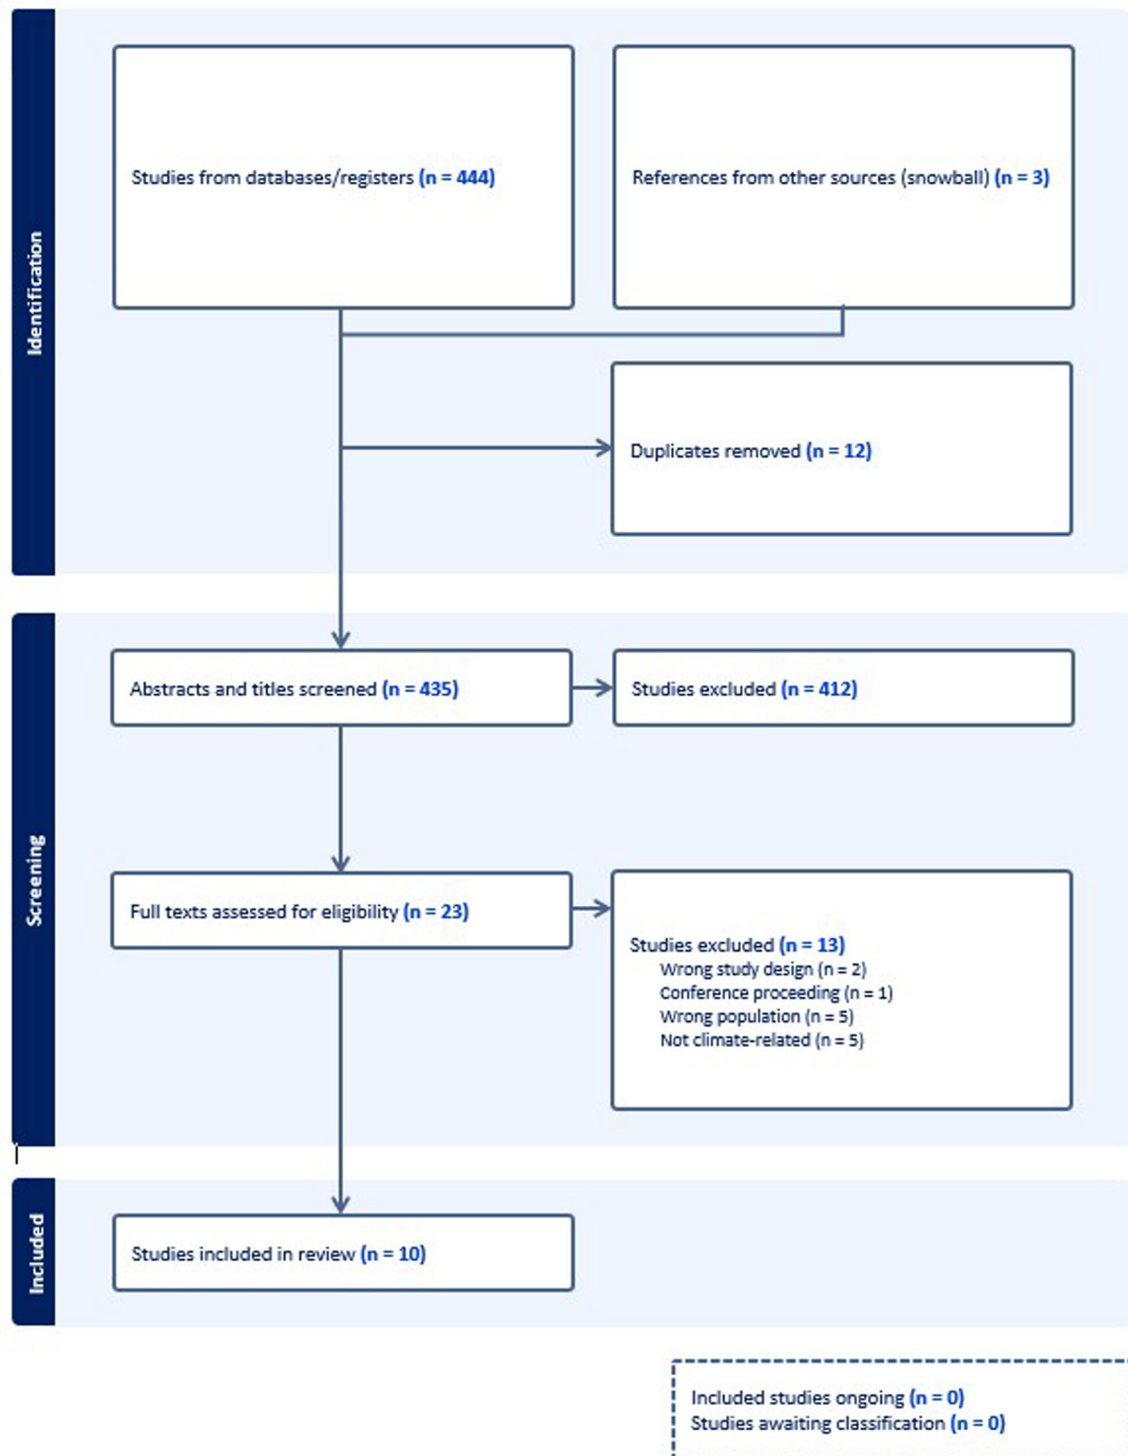 Identification
Studies from databases/registers (n = 444)
References from other sources (snowball) (n = 3)
Duplicates removed (n = 12)
Screening
Abstracts and titles screened (n = 435)
Studies excluded (n = 412)
Full texts assessed for eligibility (n = 23)
Studies excluded (n = 13)
Wrong study design (n = 2)
Conference proceeding (n = 1)
Wrong population (n = 5)
Not climate-related (n = 5)
Included
Studies included in review (n = 10)
Included studies ongoing (n = 0)
Studies awaiting classification (n = 0)